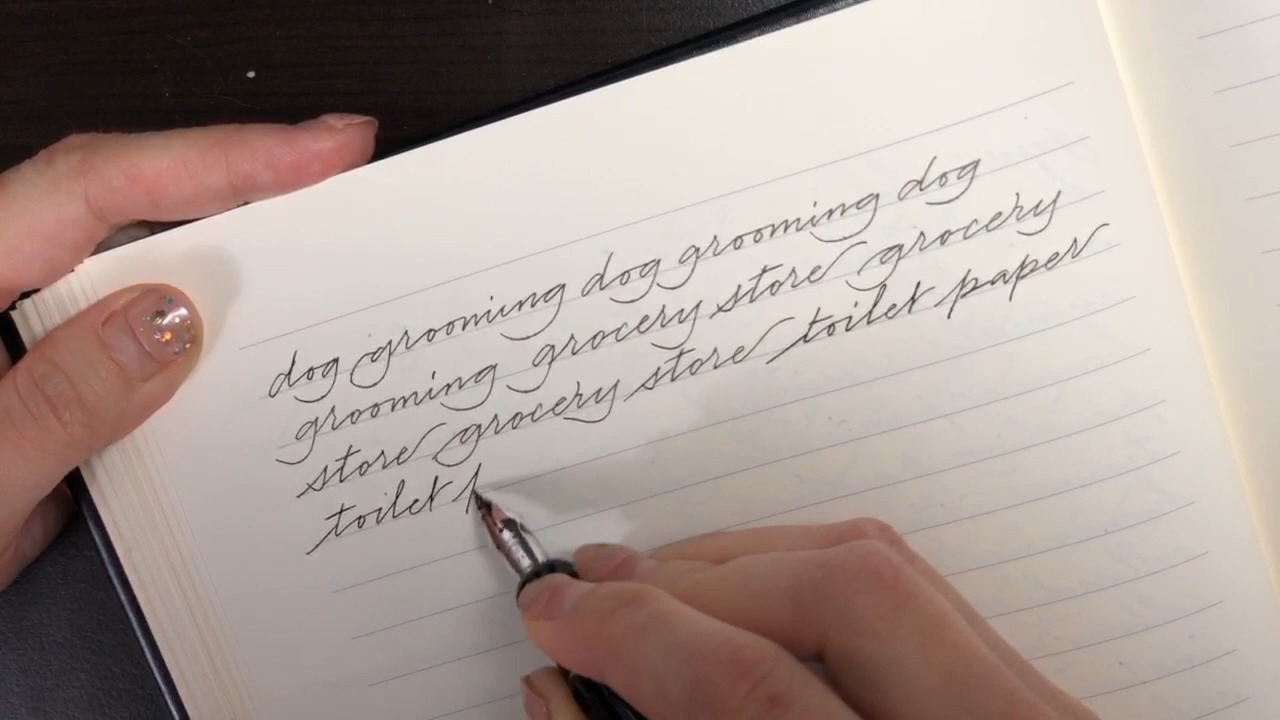 dog grooming dog grooming dog
grooming grocery store grocery
store grocery store toilet paper
toilet p